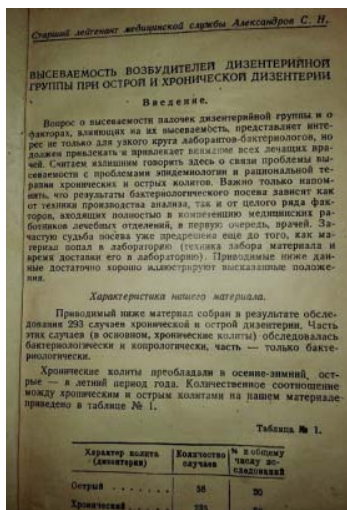 Старший лейтенант медицинской службы Александров С. Н.
ВЫСЕВАЕМОСТЬ ВОЗБУДИТЕЛЕЙ ДИЗЕНТЕРИЙНОЙ
ГРУППЫ ПРИ ОСТРОЙ И ХРОНИЧЕСКОЙ ДИЗЕНТЕРИИ
Введение.
Вопрос о высеваемости палочек дизентерийной группы и о
факторах, влияющих на их высеваемость, представляет инте-
рес не только для узкого круга лаборантов-бактериологов, но
должен привлекать и привлекает внимание всех лечащих вра-
чей. Считаем излишним говорить здесь о связи проблемы вы-
севаемости с проблемами эпидемиологии и рациональной те-
рапии хронических и острых колитов. Важно только напом-
нить, что результаты бактериологического посева зависят как
от техники производства анализа, так и от целого ряда фак-
торов, входящих полностью в компетенцию медицинских ра-
ботников лечебных отделений, в первую очередь, врачей. За-
частую судьба посева уже предрешена еще до того, как ма-
териал попал в лабораторию (техника забора материала и
время доставки его в лабораторию). Приводимые ниже дан-
ные достаточно хорошо иллюстрируют высказанные положе-
ния.
Характеристика нашего материала.
Приводимый ниже материал собран в результате обсле-
дования 293 случаев хронической и острой дизентерии. Часть
этих случаев (в основном, хронические колиты) обследовалась
бактериологически и копрологически, часть — только бакте-
риологически.
Хронические колиты преобладали в осенне-зимний, ост-
рые — в летний период года. Количественное соотношение
между хроническим и острым колитами на нашем материале
приведено в таблице № 1.
Таблица № 1.
Характер колита Количество % к общему
(дизентерии) случаев числу ис-
следований
Острый . . . . . . . 58 20
Хронический